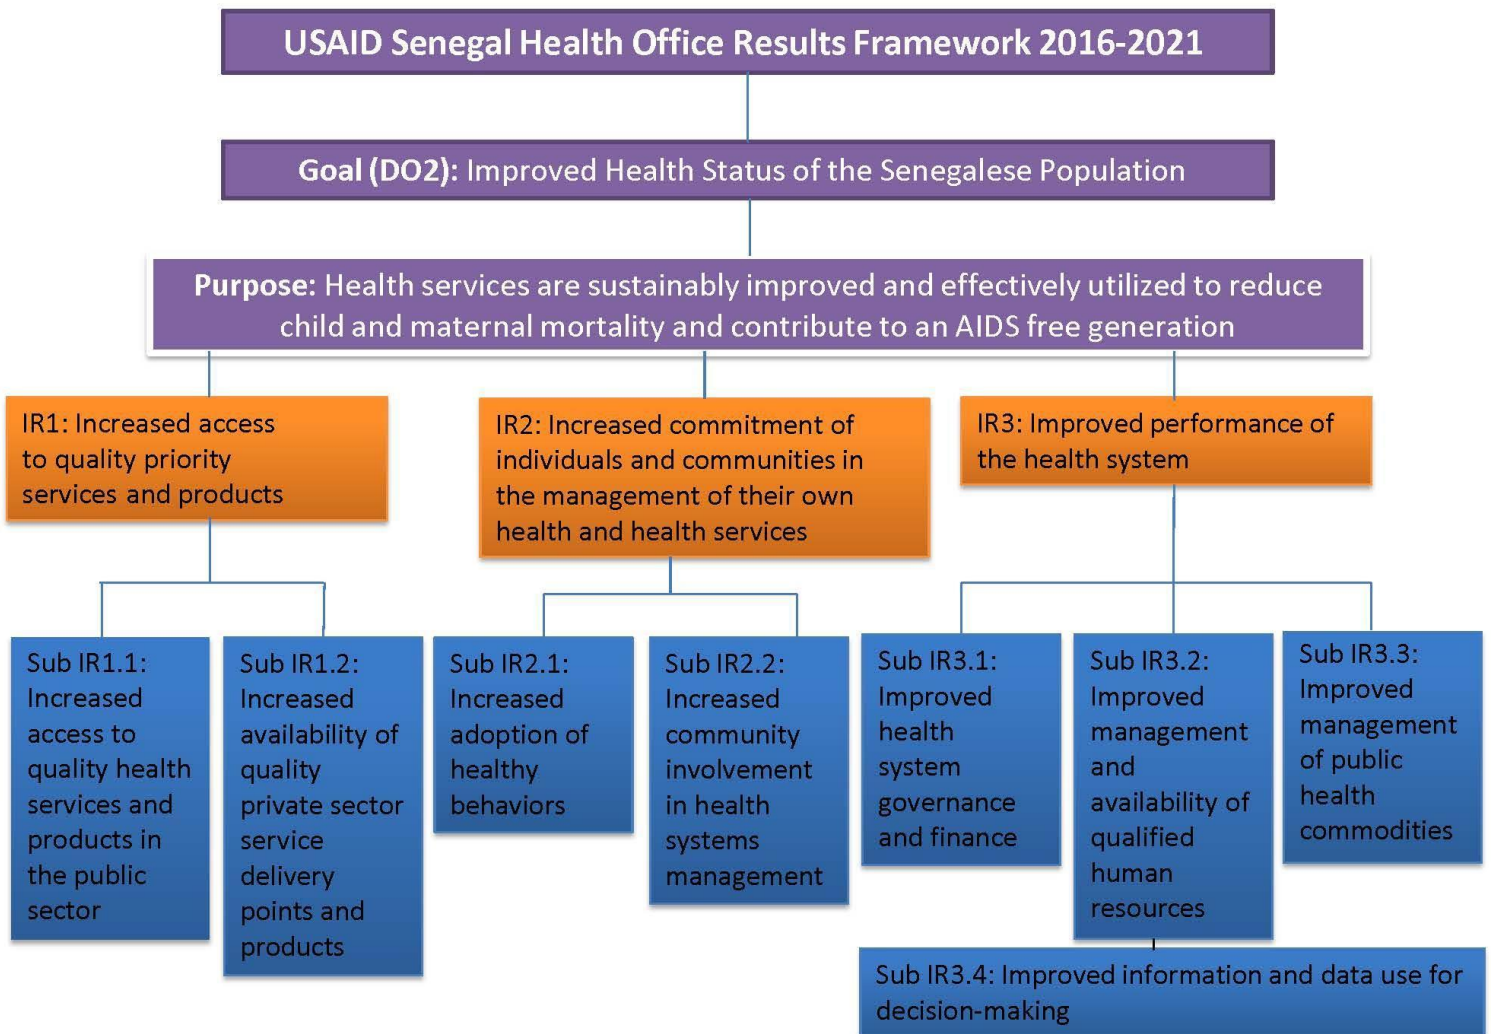 USAID Senegal Health Office Results Framework 2016-2021
Goal (DO2): Improved Health Status of the Senegalese Population
Purpose: Health services are sustainably improved and effectively utilized to reduce
child and maternal mortality and contribute to an AIDS free generation
IR1: Increased access
to quality priority
services and products
IR2: Increased commitment of
individuals and communities in
the management of their own
health and health services
IR3: Improved performance of
the health system
Sub IR1.1:
Increased
access to
quality health
services and
products in
the public
sector
Sub IR1.2:
Increased
availability of
quality
private sector
service
delivery
points and
products
Sub IR2.1:
Increased
adoption of
healthy
behaviors
Sub IR2.2:
Increased
community
involvement
in health
systems
management
Sub IR3.1:
Improved
health
system
governance
and finance
Sub IR3.2:
Improved
management
and
availability of
qualified
human
resources
Sub IR3.3:
Improved
management
of public
health
commodities
Sub IR3.4: Improved information and data use for
decision-making